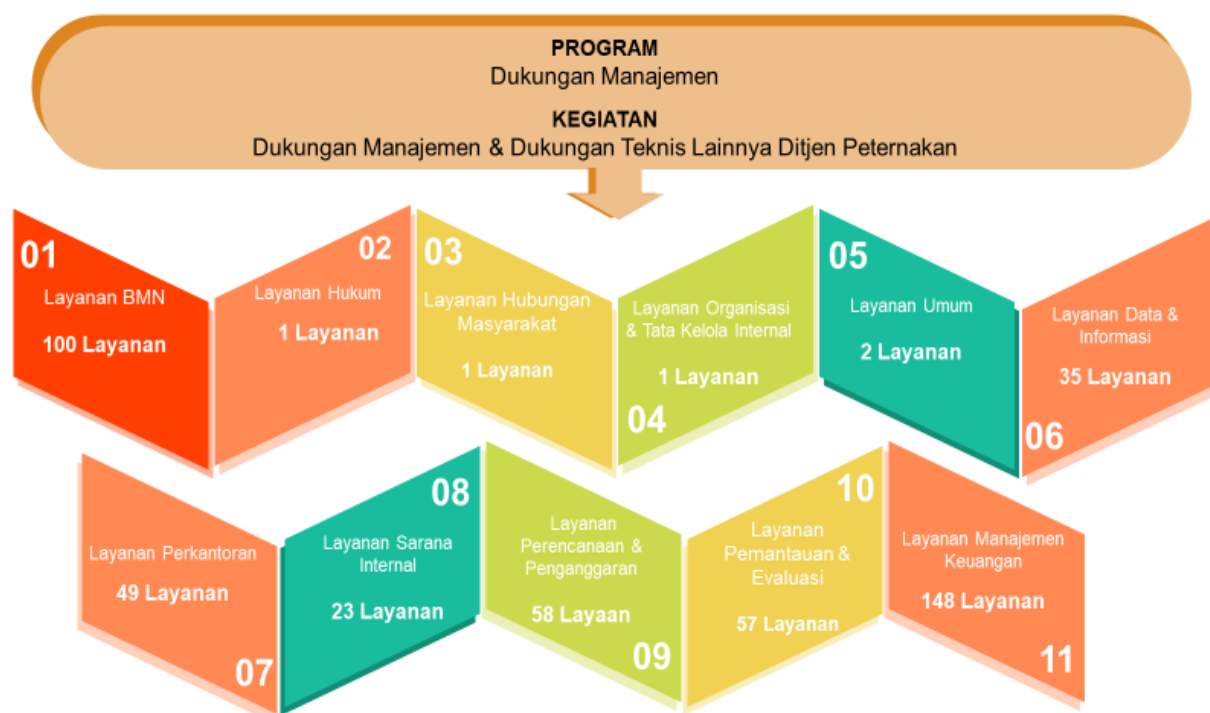 PROGRAM
Dukungan Manajemen
KEGIATAN
Dukungan Manajemen & Dukungan Teknis Lainnya Ditjen Peternakan
01
Layanan BMN
100 Layanan
02
Layanan Hukum
1 Layanan
03
Layanan Hubungan
Masyarakat
1 Layanan
Layanan Organisasi
& Tata Kelola Internal
1 Layanan
04
05
Layanan Umum
2 Layanan
Layanan Data &
Informasi
35 Layanan
06
Layanan Perkantoran
49 Layanan
07
08
Layanan Sarana
Internal
23 Layanan
Layanan
Perencanaan &
Penganggaran
58 Layaan
09
10
Layanan
Pemantauan &
Evaluasi
57 Layanan
Layanan Manajemen
Keuangan
148 Layanan
11